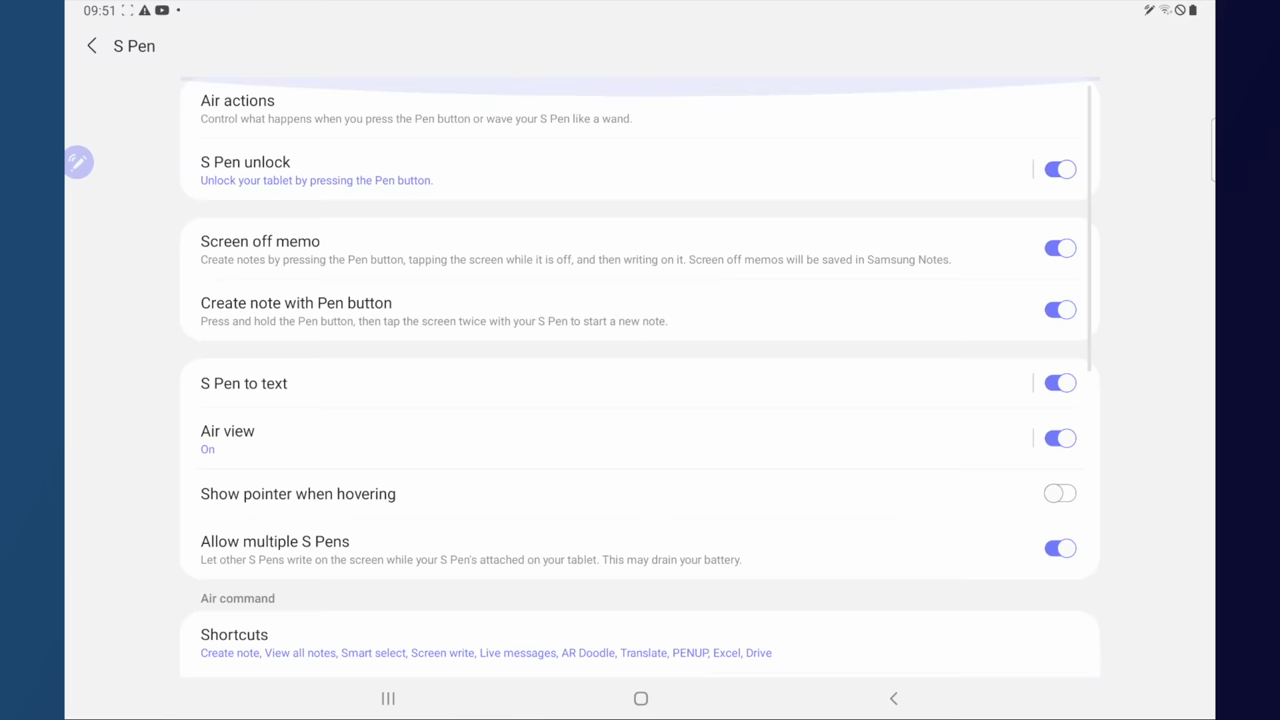 09:51
S Pen
Air actions
Control what happens when you press the Pen button or wave your S Pen like a wand.
S Pen unlock
Unlock your tablet by pressing the Pen button.
Screen off memo
Create notes by pressing the Pen button, tapping the screen while it is off, and then writing on it. Screen off memos will be saved in Samsung Notes.
Create note with Pen button
Press and hold the Pen button, then tap the screen twice with your S Pen to start a new note.
S Pen to text
Air view
On
Show pointer when hovering
Allow multiple S Pens
Let other S Pens write on the screen while your S Pen's attached on your tablet. This may drain your battery.
Air command
Shortcuts
Create note, View all notes, Smart select, Screen write, Live messages, AR Doodle, Translate, PENUP, Excel, Drive